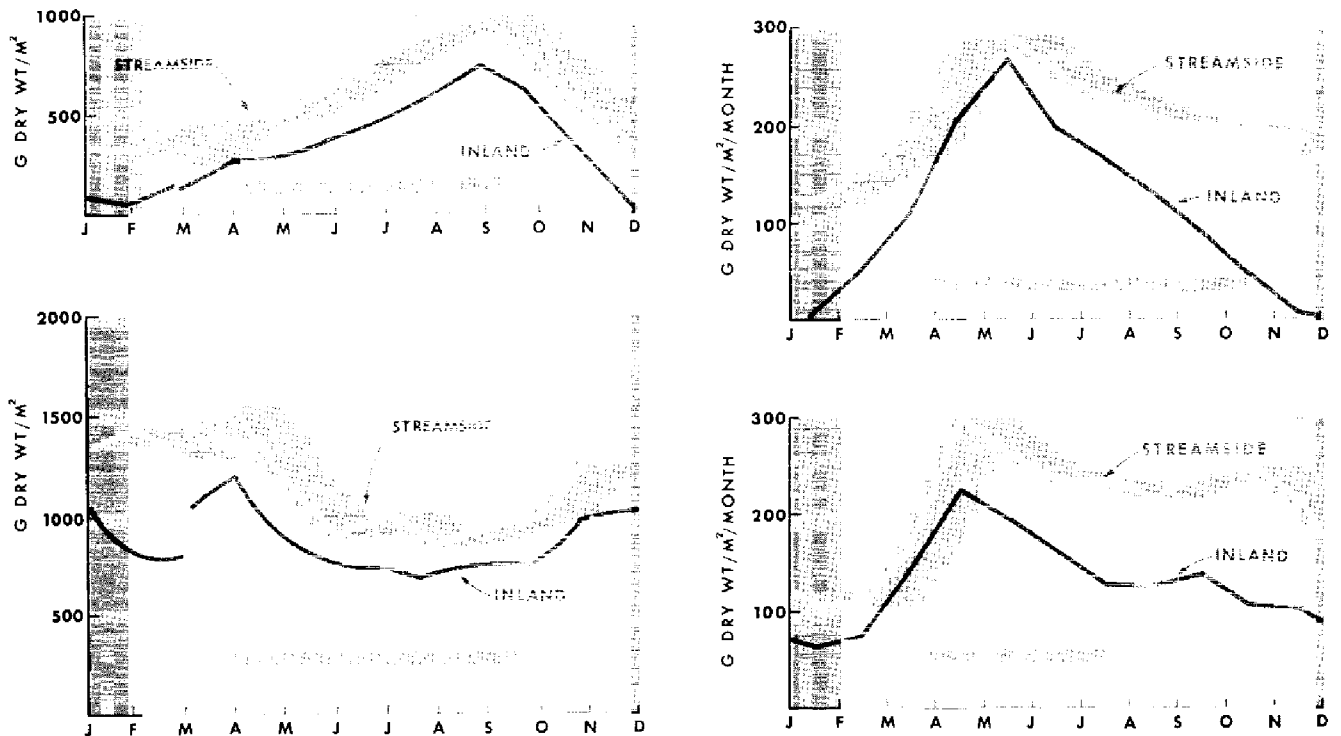 G DRY WT/M²
1000
500
STREAMSIDE
INLAND
J F M A M J J A S O N D
G DRY WT/M²/MONTH
300
200
100
STREAMSIDE
INLAND
J F M A M J J A S O N D
G DRY WT/M²
2000
1500
1000
500
STREAMSIDE
INLAND
J F M A M J J A S O N D
G DRY WT/M²/MONTH
300
200
100
STREAMSIDE
INLAND
J F M A M J J A S O N D